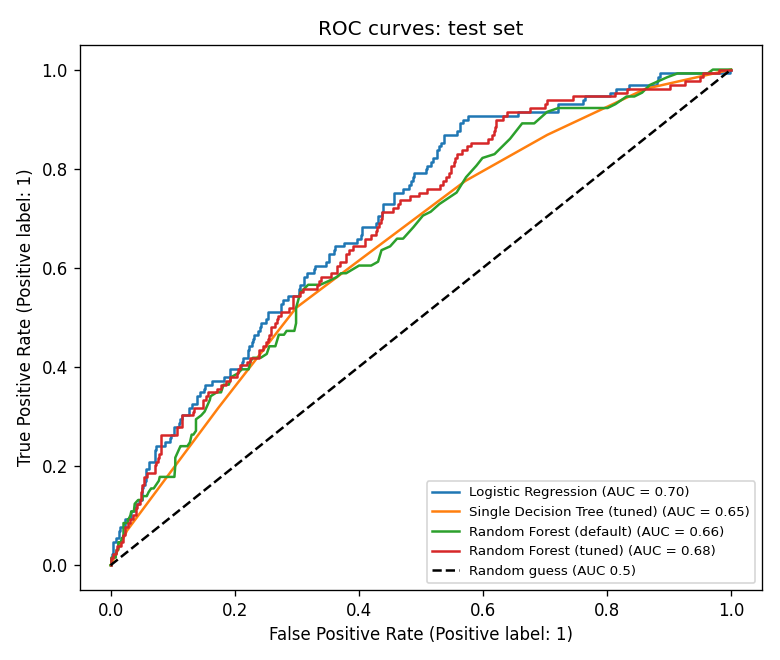 ROC curves: test set
True Positive Rate (Positive label: 1)
1.0
0.8
0.6
0.4
0.2
0.0
Logistic Regression (AUC = 0.70)
Single Decision Tree (tuned) (AUC = 0.65)
Random Forest (default) (AUC = 0.66)
Random Forest (tuned) (AUC = 0.68)
Random guess (AUC 0.5)
0.0 0.2 0.4 0.6 0.8 1.0
False Positive Rate (Positive label: 1)